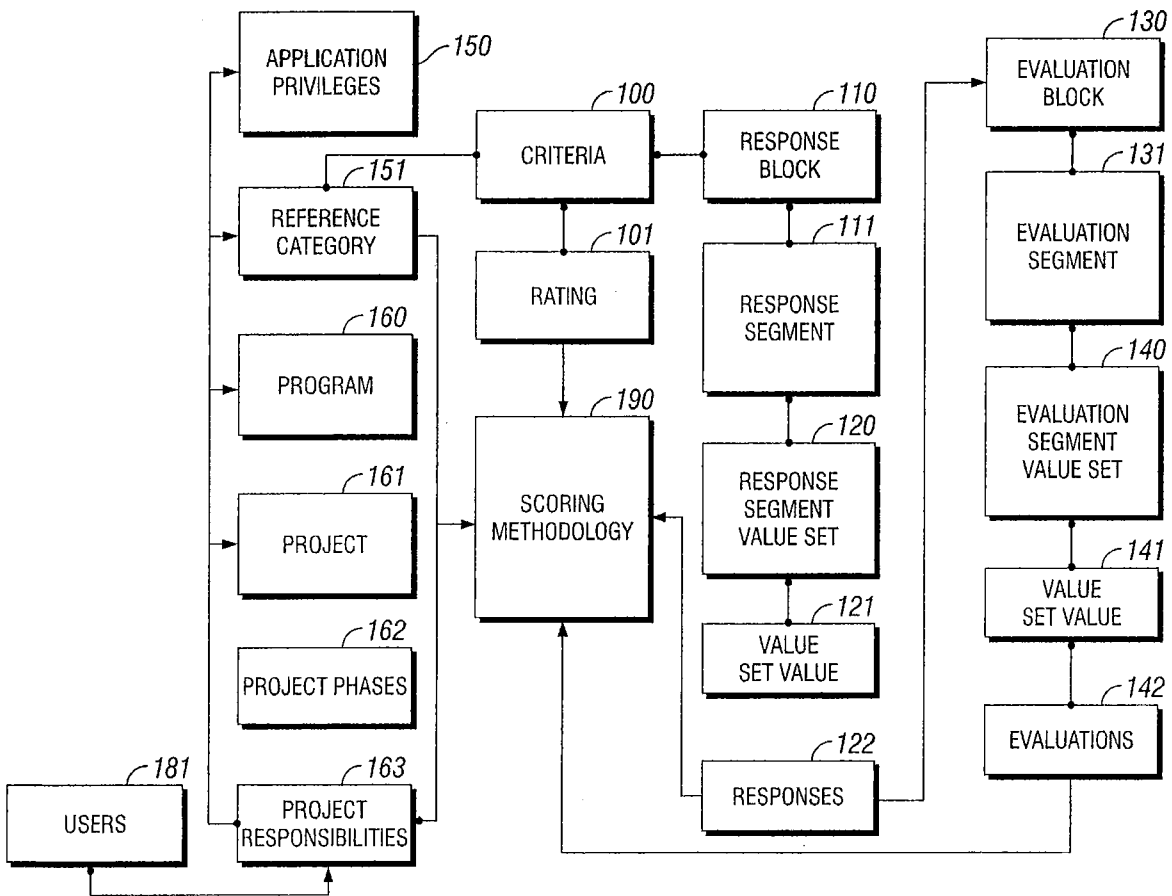 APPLICATION
PRIVILEGES
150
REFERENCE
CATEGORY
151
PROGRAM
160
PROJECT
161
PROJECT PHASES
162
PROJECT
RESPONSIBILITIES
163
USERS
181
CRITERIA
100
RATING
101
SCORING
METHODOLOGY
190
RESPONSE
BLOCK
110
RESPONSE
SEGMENT
111
RESPONSE
SEGMENT
VALUE SET
120
VALUE
SET VALUE
121
RESPONSES
122
EVALUATION
BLOCK
130
EVALUATION
SEGMENT
131
EVALUATION
SEGMENT
VALUE SET
140
VALUE
SET VALUE
141
EVALUATIONS
142